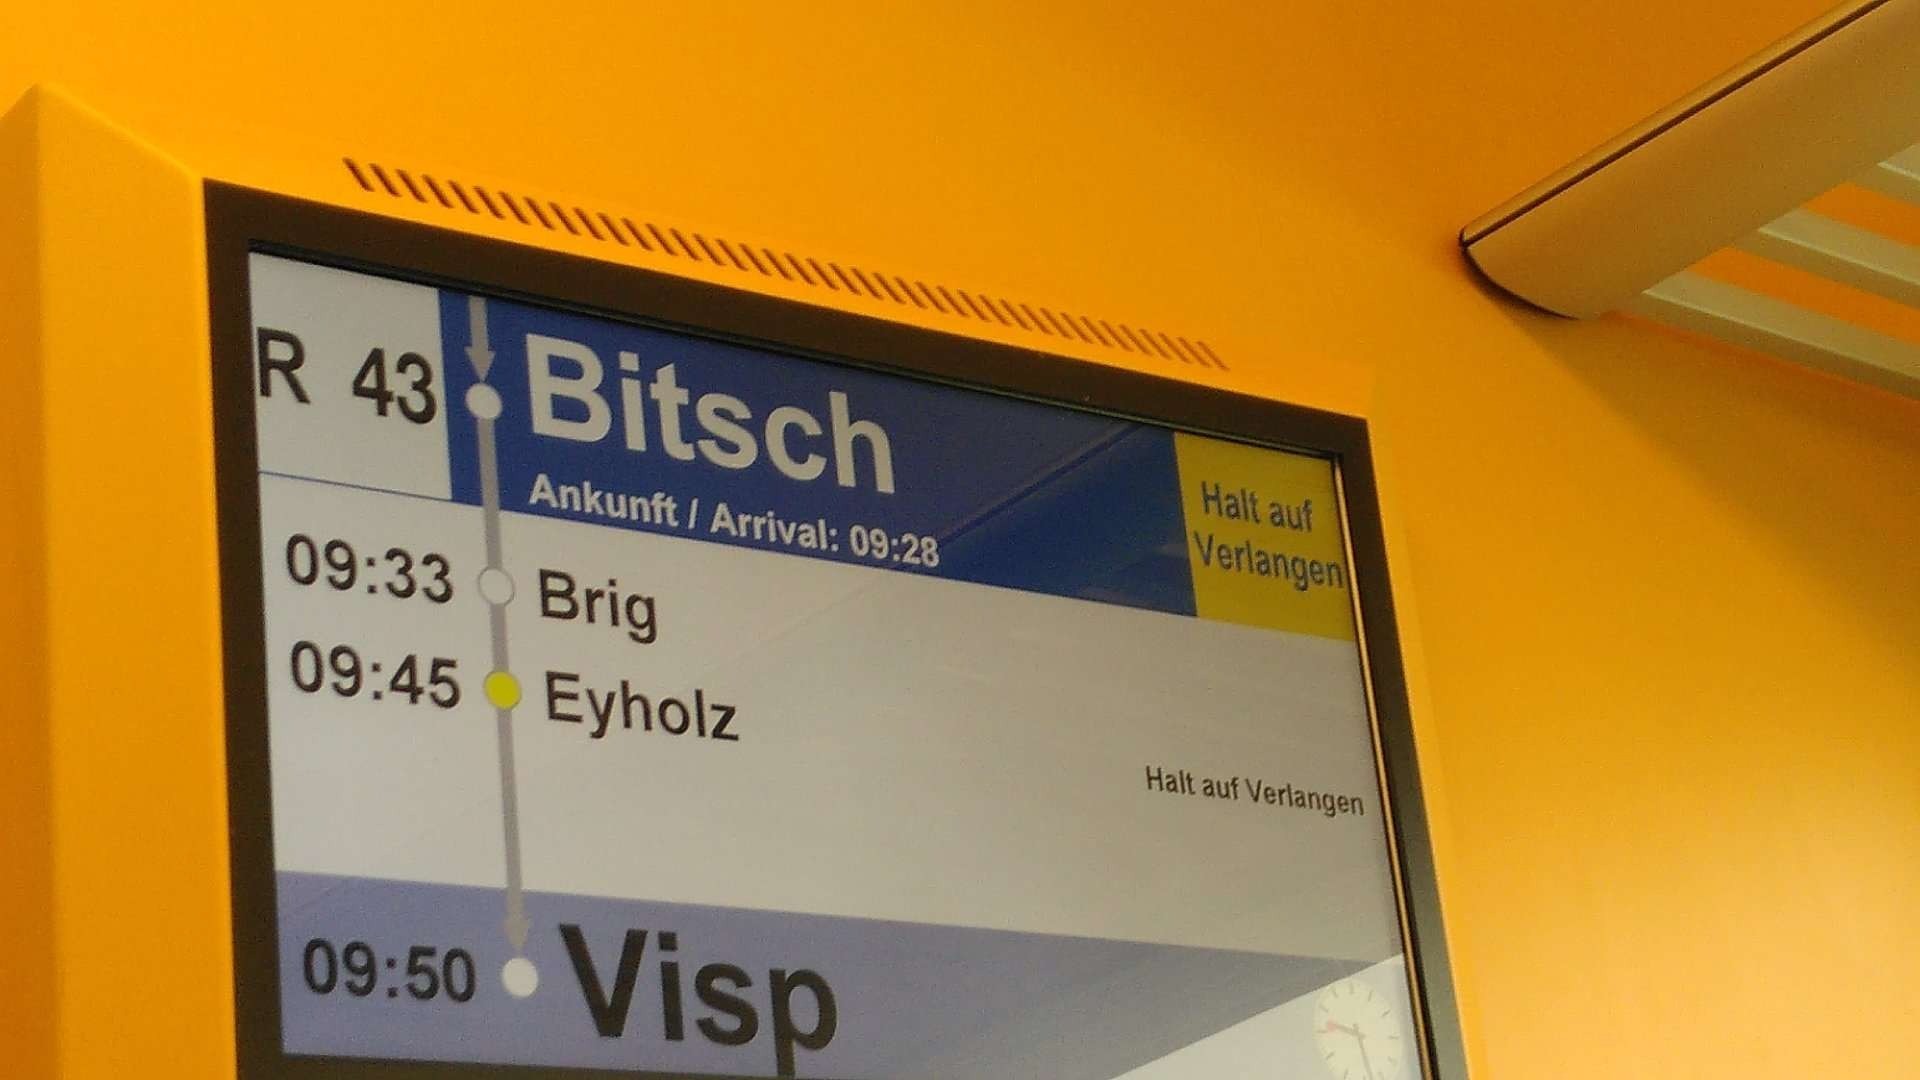 R 43
Bitsch
Ankunft / Arrival: 09:28
Halt auf
Verlangen
09:33 Brig
09:45 Eyholz
Halt auf Verlangen
09:50 Visp